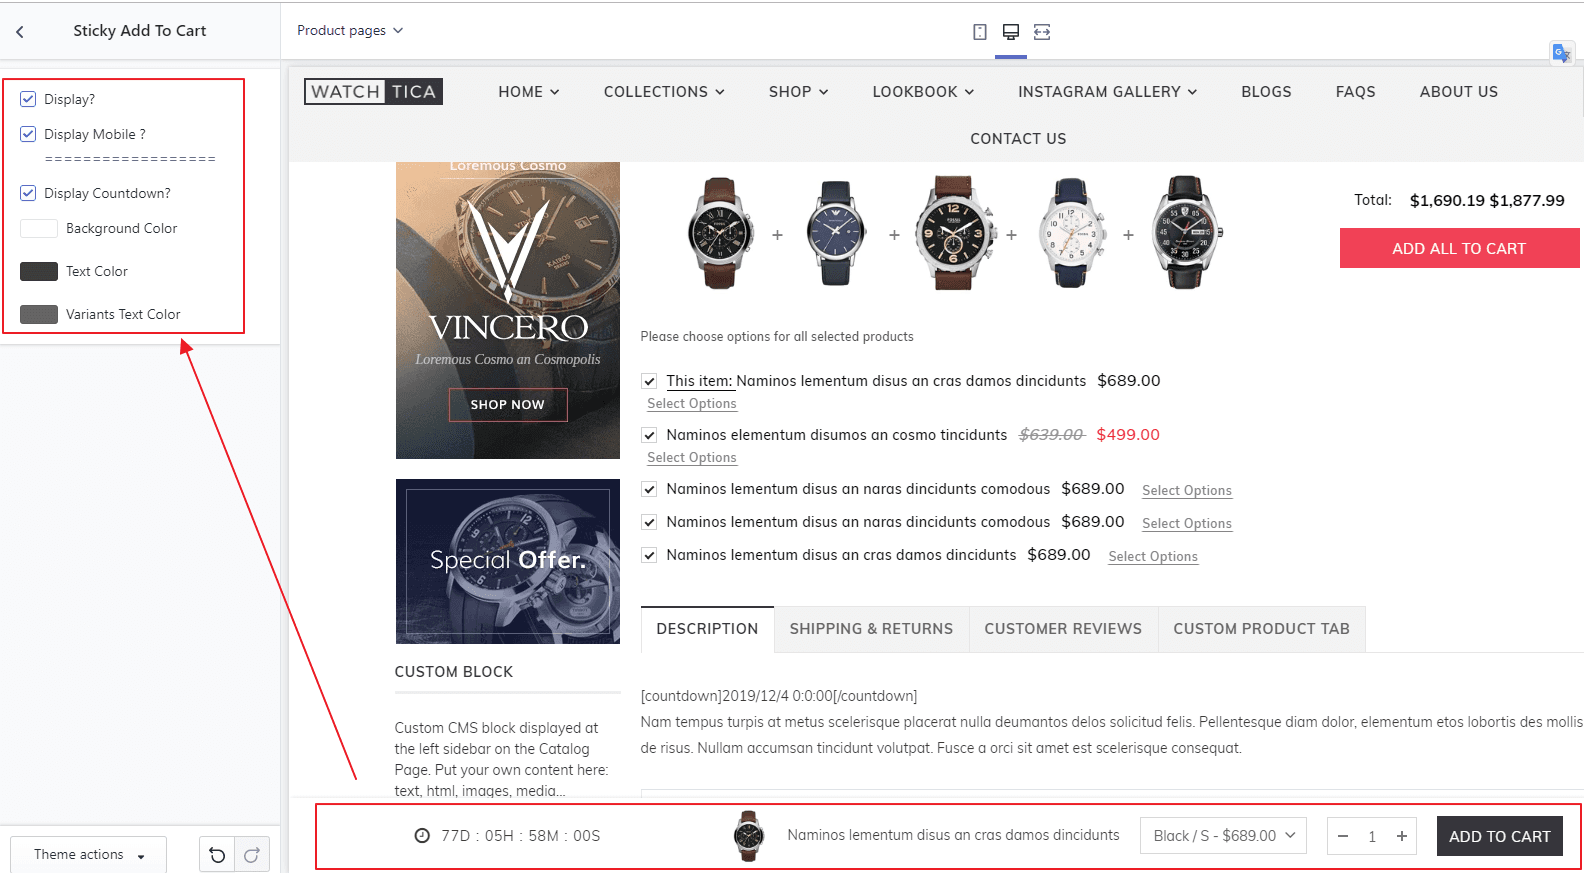 Sticky Add To Cart
Product pages
Display?
Display Mobile ?
==================
Display Countdown?
Background Color
Text Color
Variants Text Color
Theme actions
WATCH TICA
HOME
COLLECTIONS
SHOP
LOOKBOOK
INSTAGRAM GALLERY
BLOGS
FAQS
ABOUT US
CONTACT US
Loremous Cosmo
VINCERO
Loremous Cosmo an Cosmopolis
SHOP NOW
Special Offer.
CUSTOM BLOCK
Custom CMS block displayed at
the left sidebar on the Catalog
Page. Put your own content here:
text, html, images, media...
+ + + +
Total: $1,690.19 $1,877.99
ADD ALL TO CART
Please choose options for all selected products
This item: Naminos lementum disus an cras damos dincidunts $689.00
Select Options
Naminos elementum disumos an cosmo tincidunts $639.00 $499.00
Select Options
Naminos lementum disus an naras dincidunts comodous $689.00 Select Options
Naminos lementum disus an naras dincidunts comodous $689.00 Select Options
Naminos lementum disus an cras damos dincidunts $689.00 Select Options
DESCRIPTION
SHIPPING & RETURNS
CUSTOMER REVIEWS
CUSTOM PRODUCT TAB
[countdown]2019/12/4 0:0:00[/countdown]
Nam tempus turpis at metus scelerisque placerat nulla deumantos delos solicitud felis. Pellentesque diam dolor, elementum etos lobortis des mollis
de risus. Nullam accumsan tincidunt volutpat. Fusce a orci sit amet est scelerisque consequat.
77D : 05H : 58M : 00S
Naminos lementum disus an cras damos dincidunts
Black / S - $689.00
− 1 +
ADD TO CART